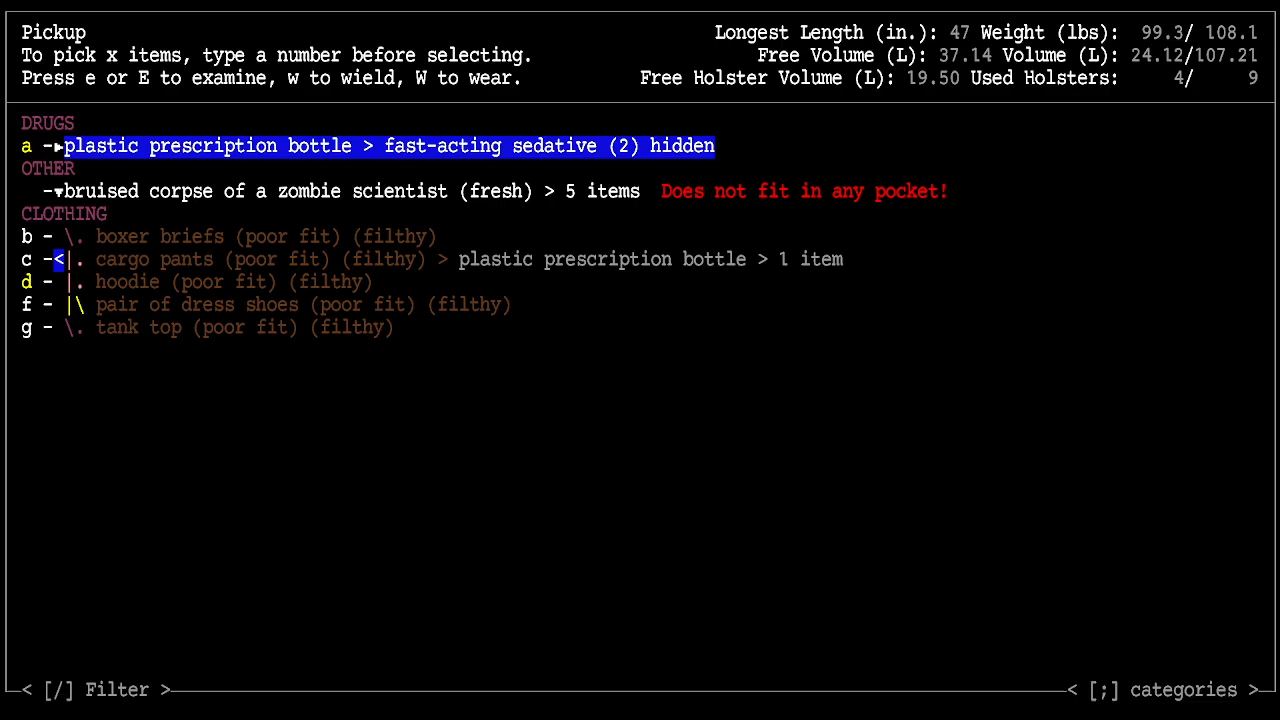 Pickup
Longest Length (in.): 47 Weight (lbs): 99.3/ 108.1
To pick x items, type a number before selecting.
Free Volume (L): 37.14 Volume (L): 24.12/107.21
Press e or E to examine, w to wield, W to wear.
Free Holster Volume (L): 19.50 Used Holsters: 4/ 9
DRUGS
a -▸plastic prescription bottle > fast-acting sedative (2) hidden
OTHER
-▾bruised corpse of a zombie scientist (fresh) > 5 items Does not fit in any pocket!
CLOTHING
b - \. boxer briefs (poor fit) (filthy)
c -<|. cargo pants (poor fit) (filthy) > plastic prescription bottle > 1 item
d - |. hoodie (poor fit) (filthy)
f - |\ pair of dress shoes (poor fit) (filthy)
g - \. tank top (poor fit) (filthy)
< [/] Filter >
< [;] categories >